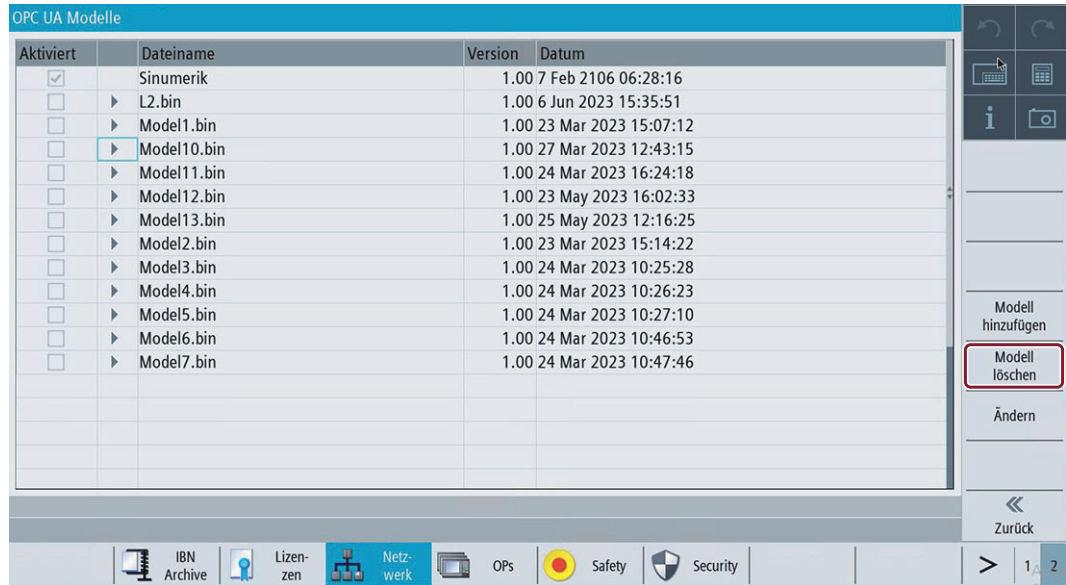 OPC UA Modelle
Aktiviert Dateiname Version Datum
Sinumerik 1.00 7 Feb 2106 06:28:16
L2.bin 1.00 6 Jun 2023 15:35:51
Model1.bin 1.00 23 Mar 2023 15:07:12
Model10.bin 1.00 27 Mar 2023 12:43:15
Model11.bin 1.00 24 Mar 2023 16:24:18
Model12.bin 1.00 23 May 2023 16:02:33
Model13.bin 1.00 25 May 2023 12:16:25
Model2.bin 1.00 23 Mar 2023 15:14:22
Model3.bin 1.00 24 Mar 2023 10:25:28
Model4.bin 1.00 24 Mar 2023 10:26:23
Model5.bin 1.00 24 Mar 2023 10:27:10
Model6.bin 1.00 24 Mar 2023 10:46:53
Model7.bin 1.00 24 Mar 2023 10:47:46
i
Modell
hinzufügen
Modell
löschen
Ändern
Zurück
IBN
Archive
Lizen-
zen
Netz-
werk
OPs
Safety
Security
1 2